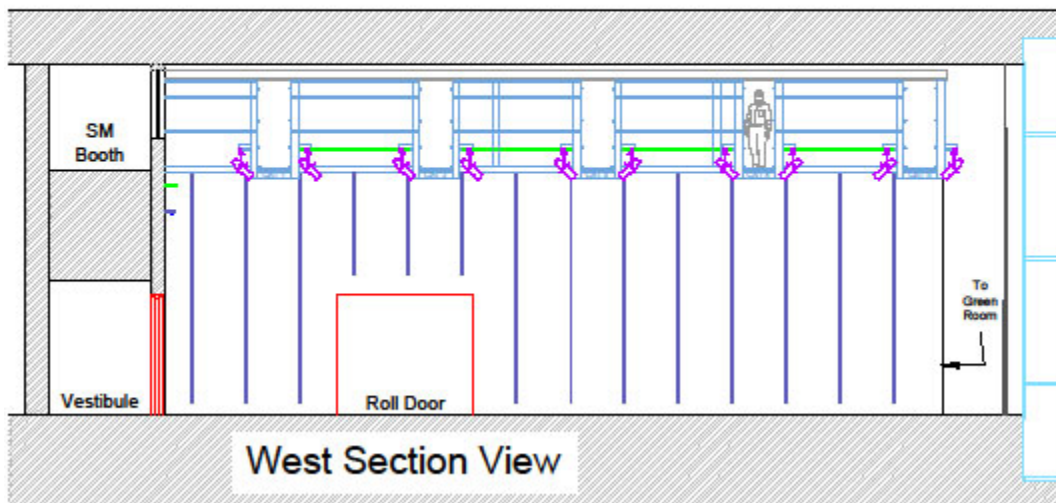 SM
Booth
To
Green
Room
Vestibule
Roll Door
West Section View